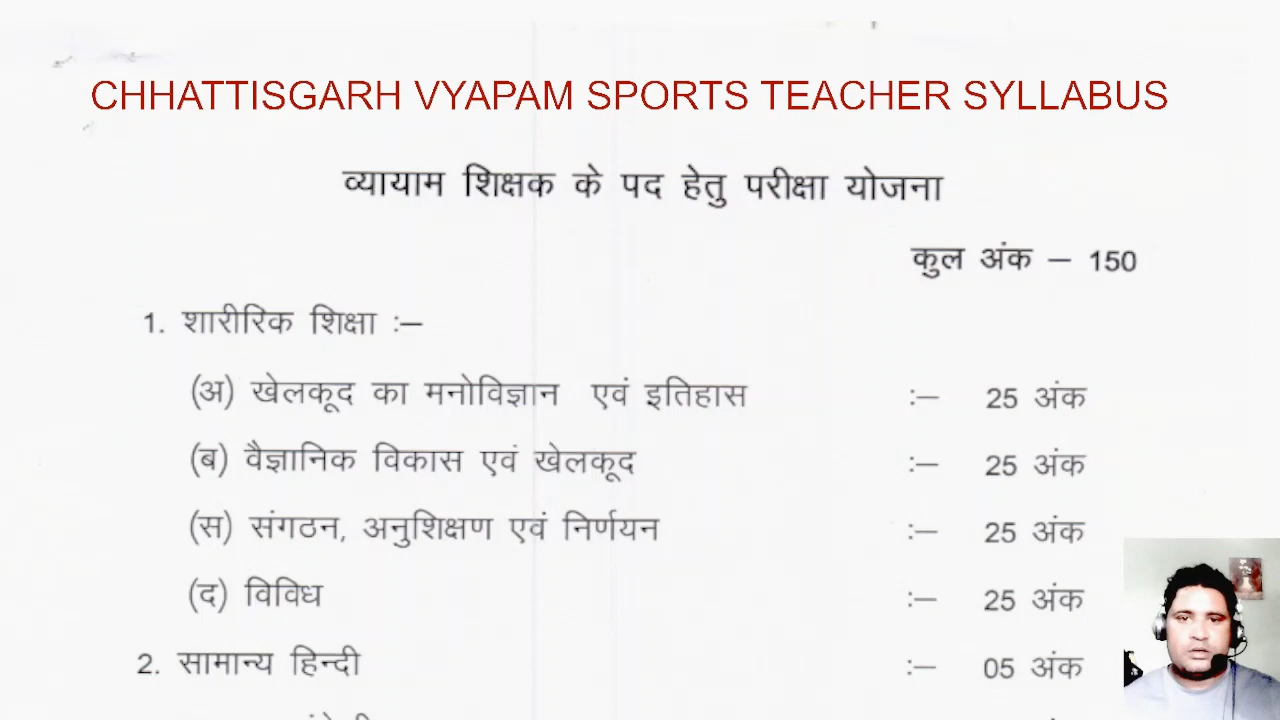 CHHATTISGARH VYAPAM SPORTS TEACHER SYLLABUS
व्यायाम शिक्षक के पद हेतु परीक्षा योजना
कुल अंक – 150
1. शारीरिक शिक्षा :–
(अ) खेलकूद का मनोविज्ञान एवं इतिहास :– 25 अंक
(ब) वैज्ञानिक विकास एवं खेलकूद :– 25 अंक
(स) संगठन, अनुशिक्षण एवं निर्णयन :– 25 अंक
(द) विविध :– 25 अंक
2. सामान्य हिन्दी :– 05 अंक